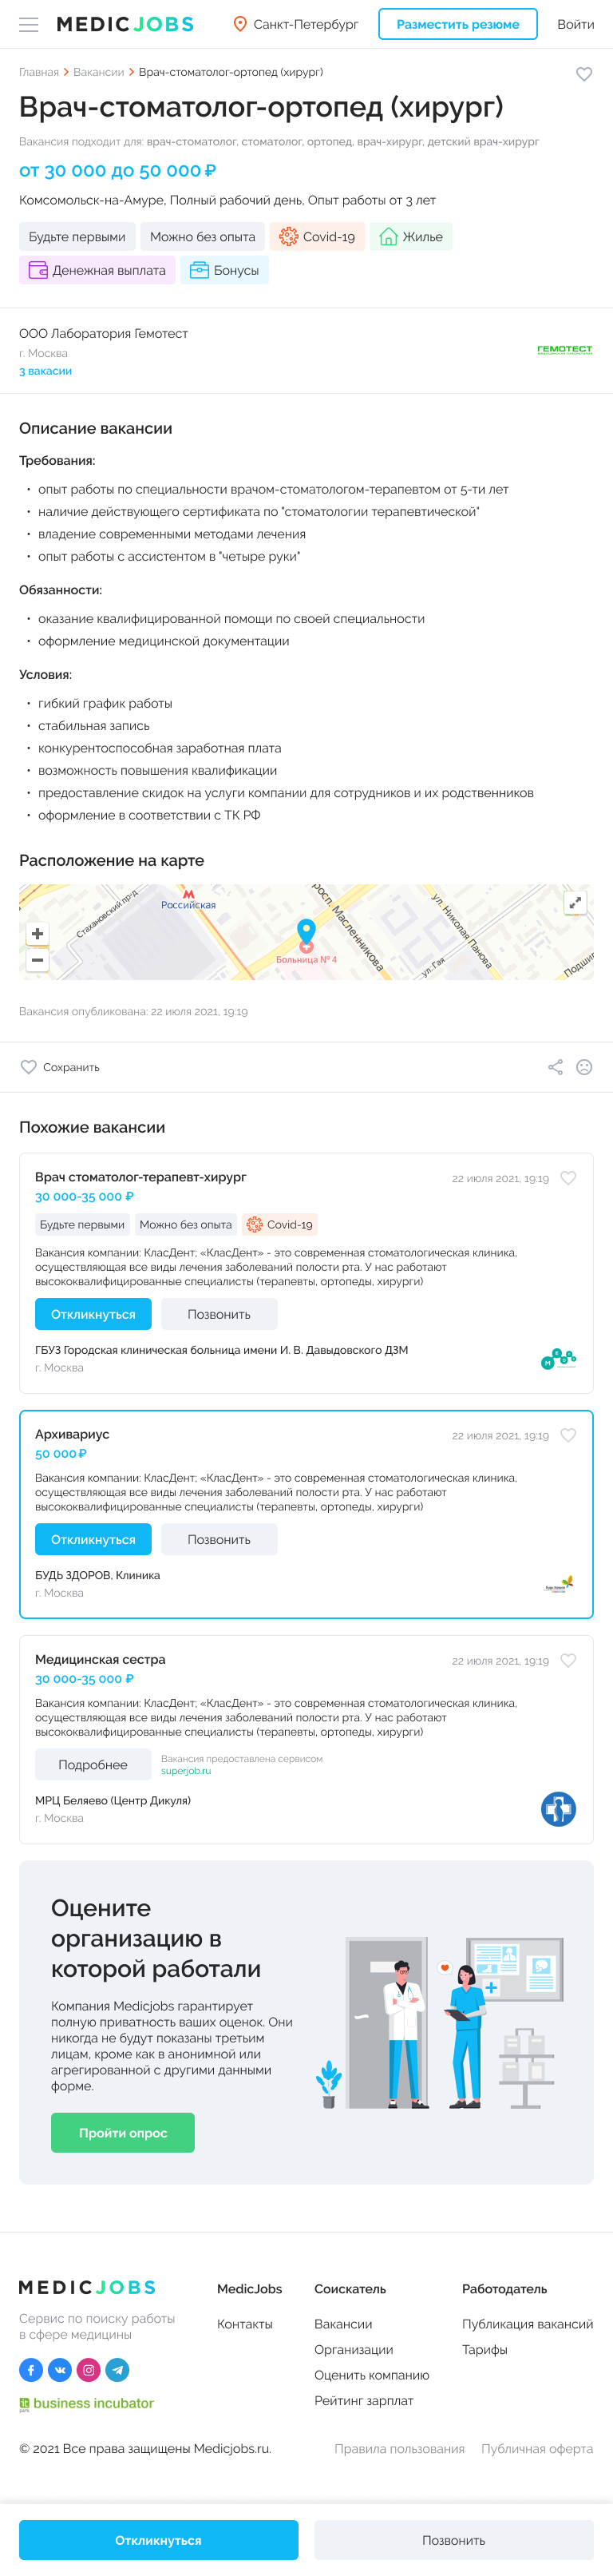 MEDICJOBS
Санкт-Петербург
Разместить резюме
Войти
Главная > Вакансии > Врач-стоматолог-ортопед (хирург)
Врач-стоматолог-ортопед (хирург)
Вакансия подходит для: врач-стоматолог, стоматолог, ортопед, врач-хирург, детский врач-хирург
от 30 000 до 50 000 ₽
Комсомольск-на-Амуре, Полный рабочий день, Опыт работы от 3 лет
Будьте первыми
Можно без опыта
Covid-19
Жилье
Денежная выплата
Бонусы
ООО Лаборатория Гемотест
г. Москва
3 вакасии
ГЕМОТЕСТ
Описание вакансии
Требования:
• опыт работы по специальности врачом-стоматологом-терапевтом от 5-ти лет
• наличие действующего сертификата по "стоматологии терапевтической"
• владение современными методами лечения
• опыт работы с ассистентом в "четыре руки"
Обязанности:
• оказание квалифицированной помощи по своей специальности
• оформление медицинской документации
Условия:
• гибкий график работы
• стабильная запись
• конкурентоспособная заработная плата
• возможность повышения квалификации
• предоставление скидок на услуги компании для сотрудников и их родственников
• оформление в соответствии с ТК РФ
Расположение на карте
Стахановский пр-д
Российская
просп. Масленникова
ул. Николая Панова
ул. Гая
Больница № 4
Вакансия опубликована: 22 июля 2021, 19:19
Сохранить
Похожие вакансии
Врач стоматолог-терапевт-хирург
22 июля 2021, 19:19
30 000-35 000 ₽
Будьте первыми
Можно без опыта
Covid-19
Вакансия компании: КласДент; «КласДент» - это современная стоматологическая клиника,
осуществляющая все виды лечения заболеваний полости рта. У нас работают
высококвалифицированные специалисты (терапевты, ортопеды, хирурги)
Откликнуться
Позвонить
ГБУЗ Городская клиническая больница имени И. В. Давыдовского ДЗМ
г. Москва
Архивариус
22 июля 2021, 19:19
50 000 ₽
Вакансия компании: КласДент; «КласДент» - это современная стоматологическая клиника,
осуществляющая все виды лечения заболеваний полости рта. У нас работают
высококвалифицированные специалисты (терапевты, ортопеды, хирурги)
Откликнуться
Позвонить
БУДЬ ЗДОРОВ, Клиника
г. Москва
Медицинская сестра
22 июля 2021, 19:19
30 000-35 000 ₽
Вакансия компании: КласДент; «КласДент» - это современная стоматологическая клиника,
осуществляющая все виды лечения заболеваний полости рта. У нас работают
высококвалифицированные специалисты (терапевты, ортопеды, хирурги)
Подробнее
Вакансия предоставлена сервисом
superjob.ru
МРЦ Беляево (Центр Дикуля)
г. Москва
Оцените
организацию в
которой работали
Компания Medicjobs гарантирует
полную приватность ваших оценок. Они
никогда не будут показаны третьим
лицам, кроме как в анонимной или
агрегированной с другими данными
форме.
Пройти опрос
MEDICJOBS
Сервис по поиску работы
в сфере медицины
business incubator
MedicJobs
Контакты
Соискатель
Вакансии
Организации
Оценить компанию
Рейтинг зарплат
Работодатель
Публикация вакансий
Тарифы
© 2021 Все права защищены Medicjobs.ru.
Правила пользования
Публичная оферта
Откликнуться
Позвонить